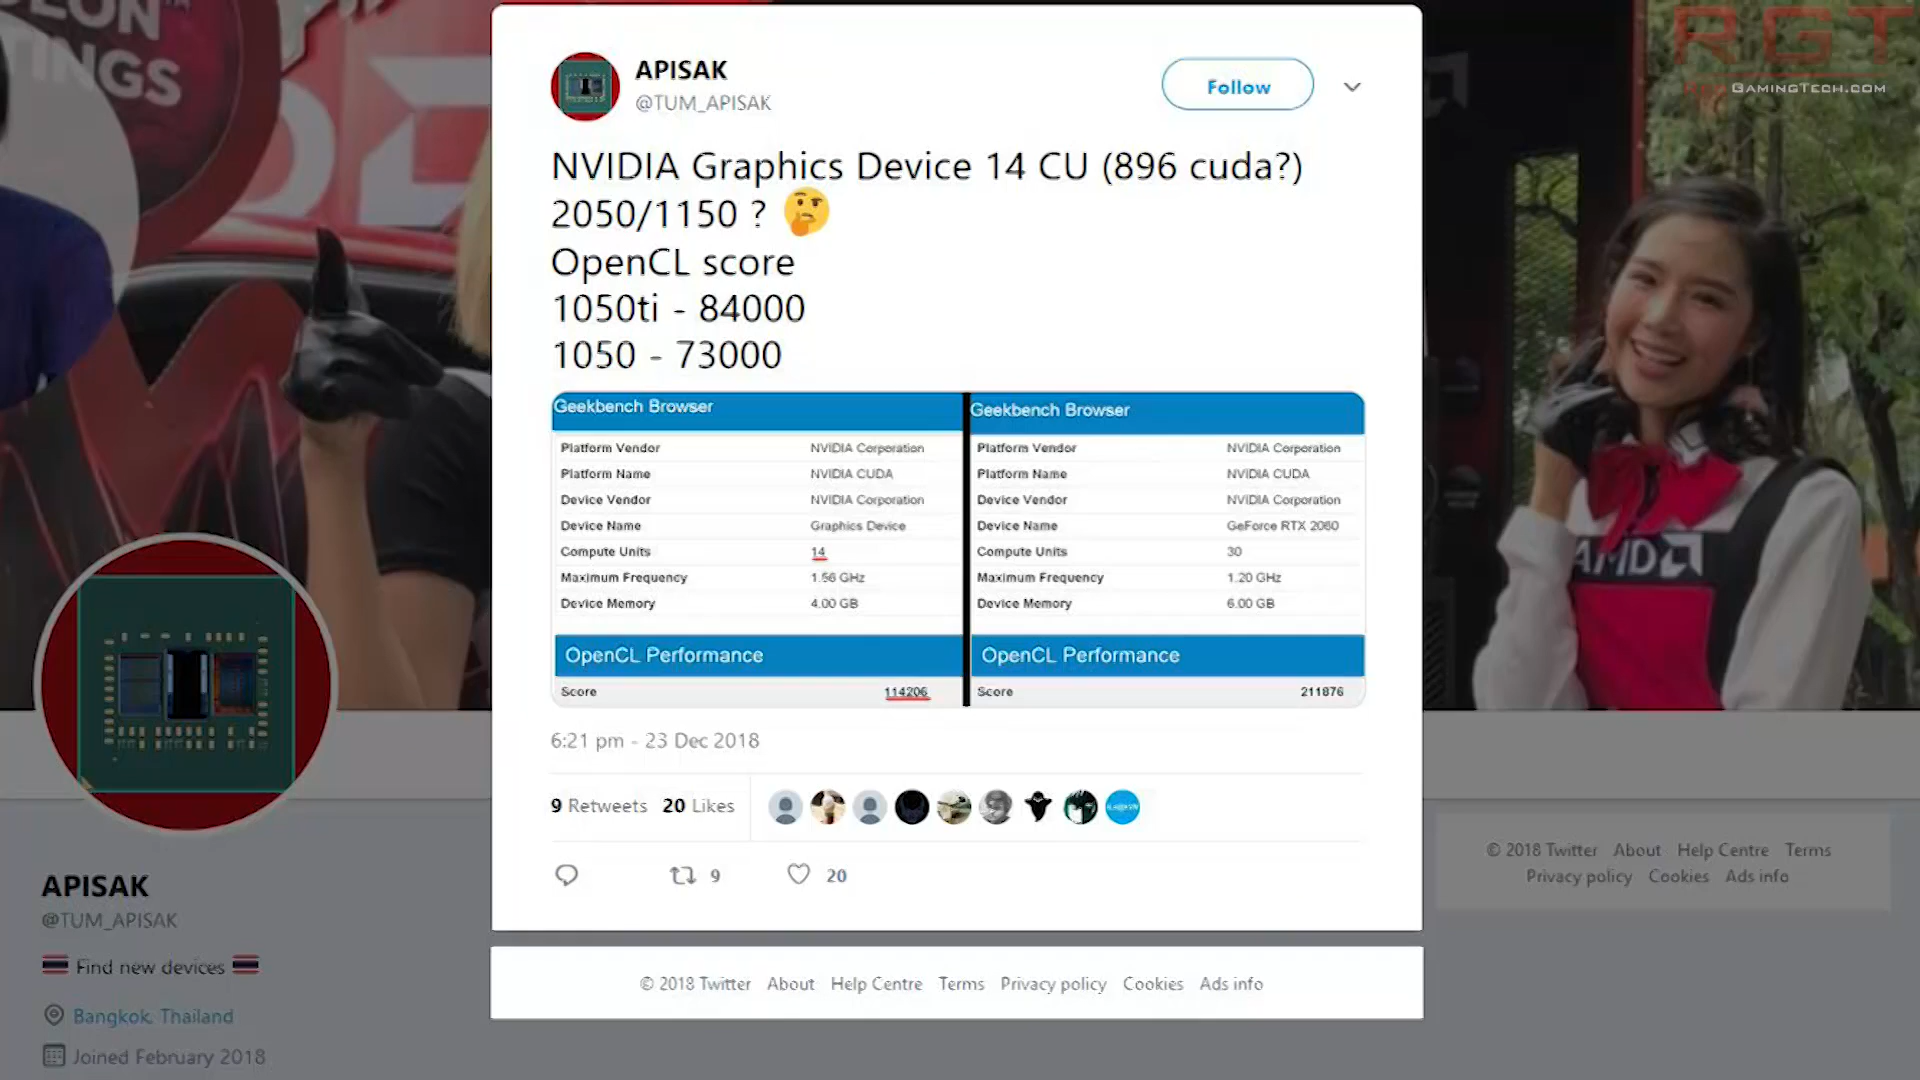 EON
TINGS
RGT
GAMINGTECH.COM
APISAK
@TUM_APISAK
Follow
NVIDIA Graphics Device 14 CU (896 cuda?)
2050/1150 ? 🤔
OpenCL score
1050ti - 84000
1050 - 73000
Geekbench Browser
Platform Vendor NVIDIA Corporation
Platform Name NVIDIA CUDA
Device Vendor NVIDIA Corporation
Device Name Graphics Device
Compute Units 14
Maximum Frequency 1.56 GHz
Device Memory 4.00 GB
OpenCL Performance
Score 114206
Geekbench Browser
Platform Vendor NVIDIA Corporation
Platform Name NVIDIA CUDA
Device Vendor NVIDIA Corporation
Device Name GeForce RTX 2060
Compute Units 30
Maximum Frequency 1.20 GHz
Device Memory 6.00 GB
OpenCL Performance
Score 211876
6:21 pm - 23 Dec 2018
9 Retweets 20 Likes
9 20
© 2018 Twitter About Help Centre Terms Privacy policy Cookies Ads info
APISAK
@TUM_APISAK
🇹🇭 Find new devices 🇹🇭
Bangkok, Thailand
Joined February 2018
AMD
© 2018 Twitter About Help Centre Terms
Privacy policy Cookies Ads info